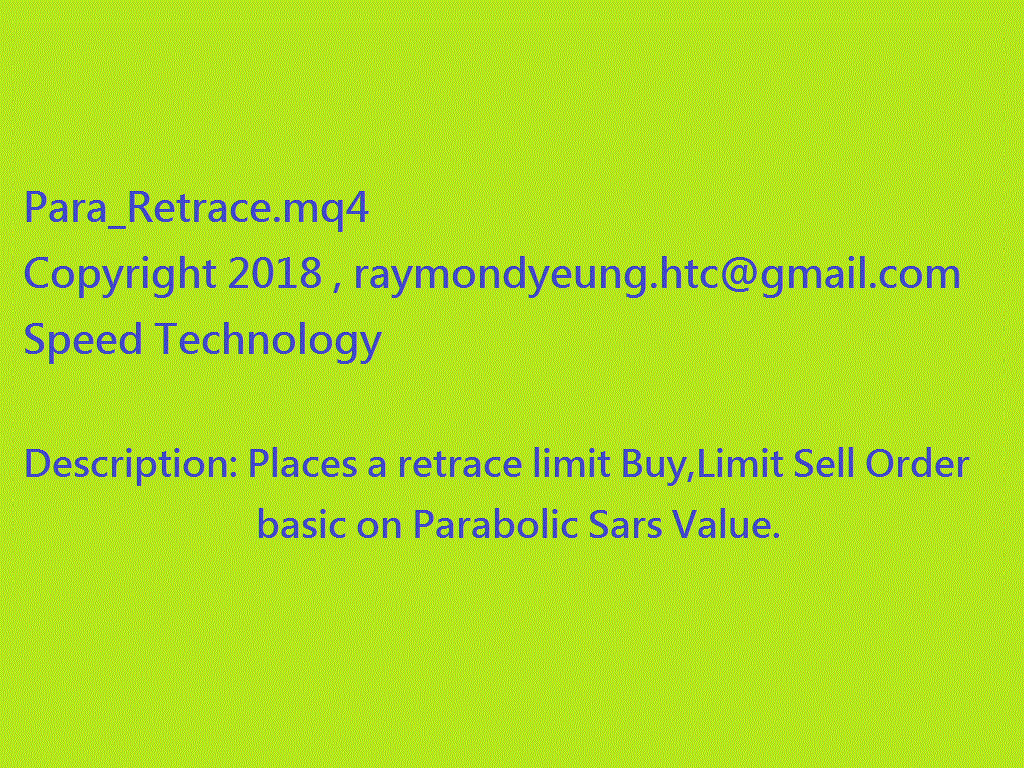 Para_Retrace.mq4
Copyright 2018 , raymondyeung.htc@gmail.com
Speed Technology
Description: Places a retrace limit Buy,Limit Sell Order
basic on Parabolic Sars Value.